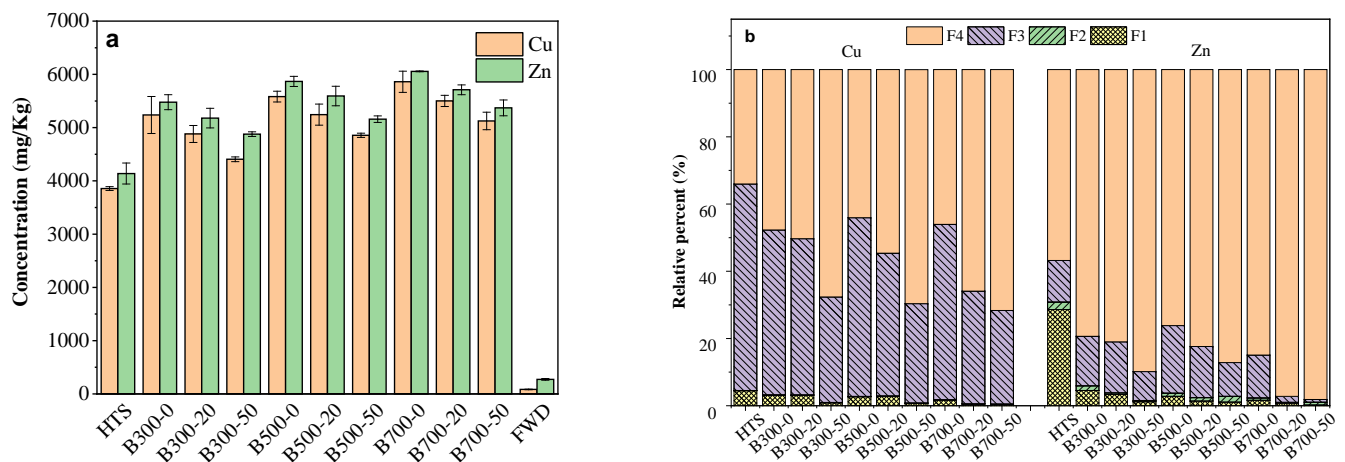 a
Cu
Zn
Concentration (mg/Kg)
7000
6000
5000
4000
3000
2000
1000
0
HTS
B300-0
B300-20
B300-50
B500-0
B500-20
B500-50
B700-0
B700-20
B700-50
FWD
b
F4 F3 F2 F1
Cu Zn
Relative percent (%)
100
80
60
40
20
0
HTS
B300-0
B300-20
B300-50
B500-0
B500-20
B500-50
B700-0
B700-20
B700-50
HTS
B300-0
B300-20
B300-50
B500-0
B500-20
B500-50
B700-0
B700-20
B700-50